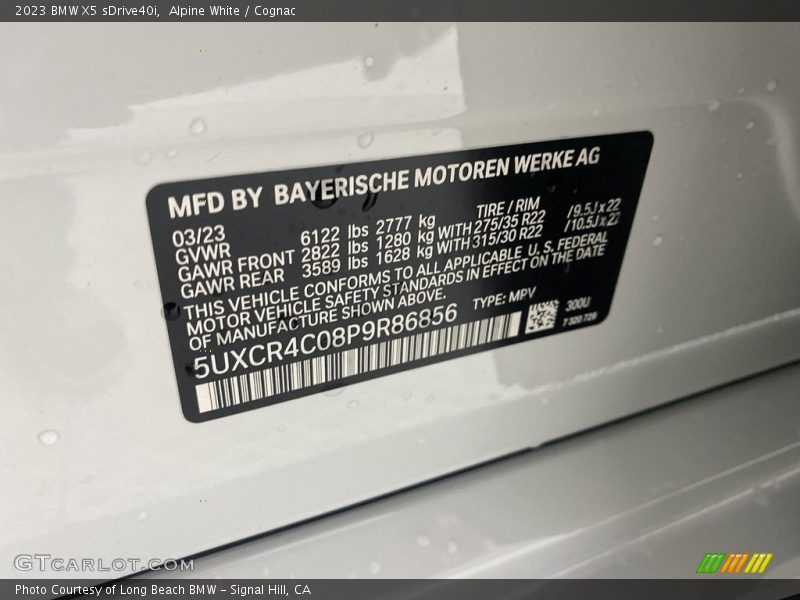 2023 BMW X5 sDrive40i, Alpine White / Cognac
MFD BY BAYERISCHE MOTOREN WERKE AG
03/23 TIRE / RIM
GVWR 6122 lbs 2777 kg
GAWR FRONT 2822 lbs 1280 kg WITH 275/35 R22 /9.5J x 22
GAWR REAR 3589 lbs 1628 kg WITH 315/30 R22 /10.5J x 22
THIS VEHICLE CONFORMS TO ALL APPLICABLE U.S. FEDERAL
MOTOR VEHICLE SAFETY STANDARDS IN EFFECT ON THE DATE
OF MANUFACTURE SHOWN ABOVE.
5UXCR4C08P9R86856 TYPE: MPV
300U
7 320 729
GTCARLOT.COM
Photo Courtesy of Long Beach BMW - Signal Hill, CA